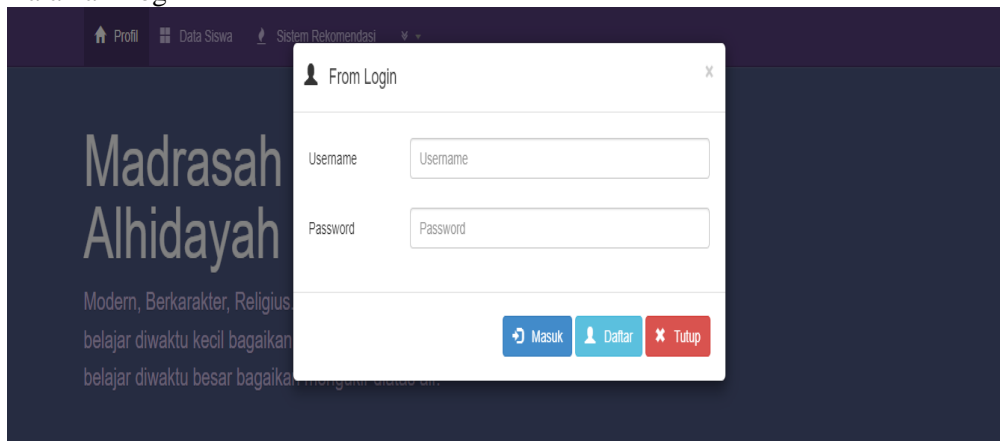 Profil Data Siswa Sistem Rekomendasi
From Login x
Madrasah
Alhidayah
Username Username
Password Password
Modern, Berkarakter, Religius.
belajar diwaktu kecil bagaikan
belajar diwaktu besar bagaikan
Masuk Daftar Tutup